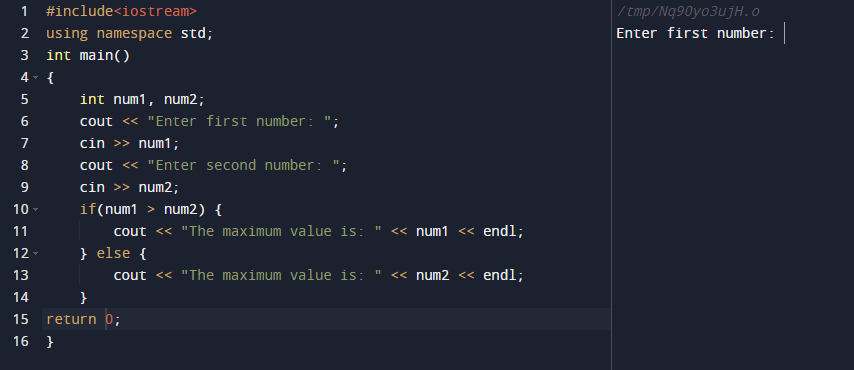 1 #include<iostream>
2 using namespace std;
3 int main()
4 {
5 int num1, num2;
6 cout << "Enter first number: ";
7 cin >> num1;
8 cout << "Enter second number: ";
9 cin >> num2;
10 if(num1 > num2) {
11 cout << "The maximum value is: " << num1 << endl;
12 } else {
13 cout << "The maximum value is: " << num2 << endl;
14 }
15 return 0;
16 }
/tmp/Nq9Oyo3ujH.o
Enter first number: